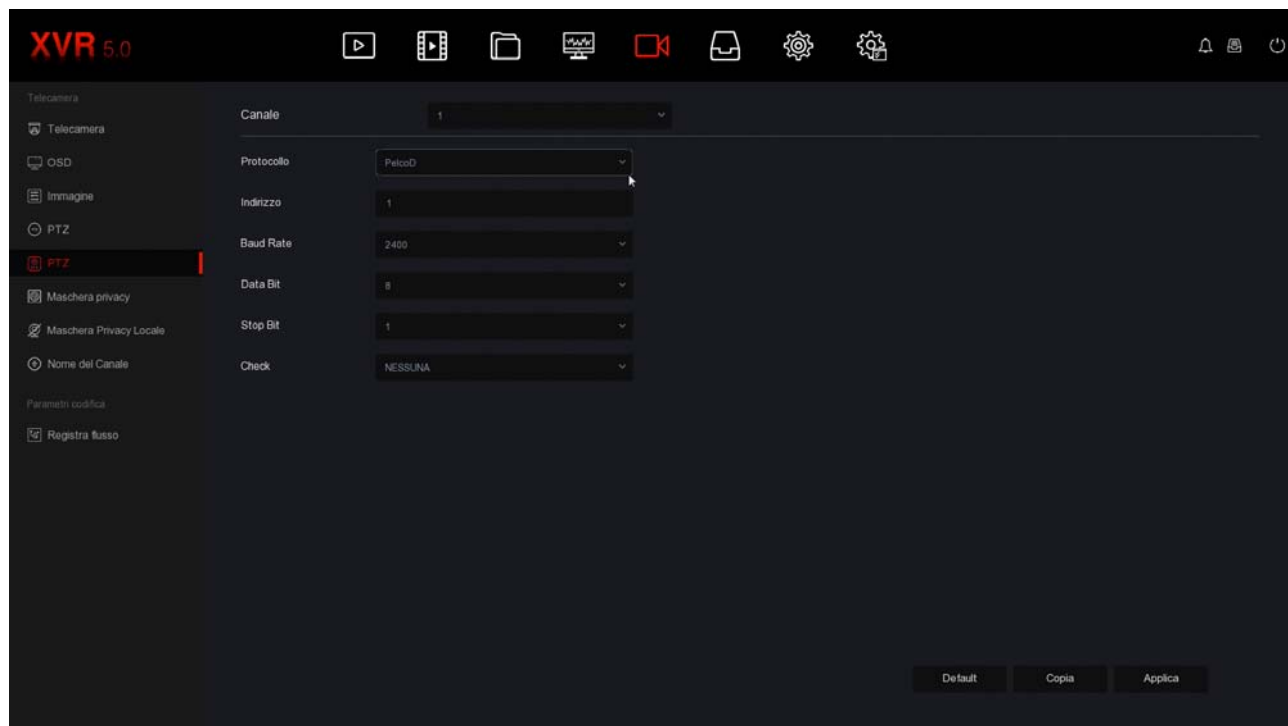 XVR 5.0
Telecamera
Telecamera
OSD
Immagine
PTZ
PTZ
Maschera privacy
Maschera Privacy Locale
Nome del Canale
Parametri codifica
Registra flusso
Canale 1
Protocollo PelcoD
Indirizzo 1
Baud Rate 2400
Data Bit 8
Stop Bit 1
Check NESSUNA
Default Copia Applica